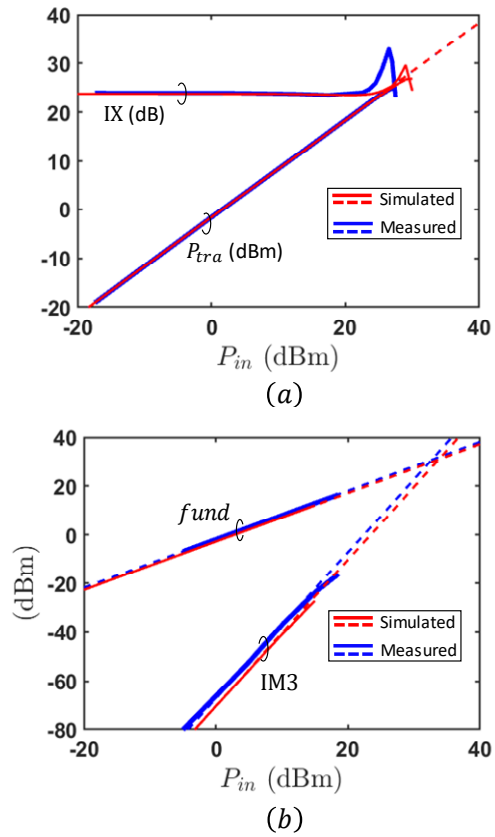 40
30
20
10
0
-10
-20
IX (dB)
P_tra (dBm)
Simulated
Measured
-20 0 20 40
P_in (dBm)
(a)
40
20
0
-20
-40
-60
-80
(dBm)
fund
IM3
Simulated
Measured
-20 0 20 40
P_in (dBm)
(b)